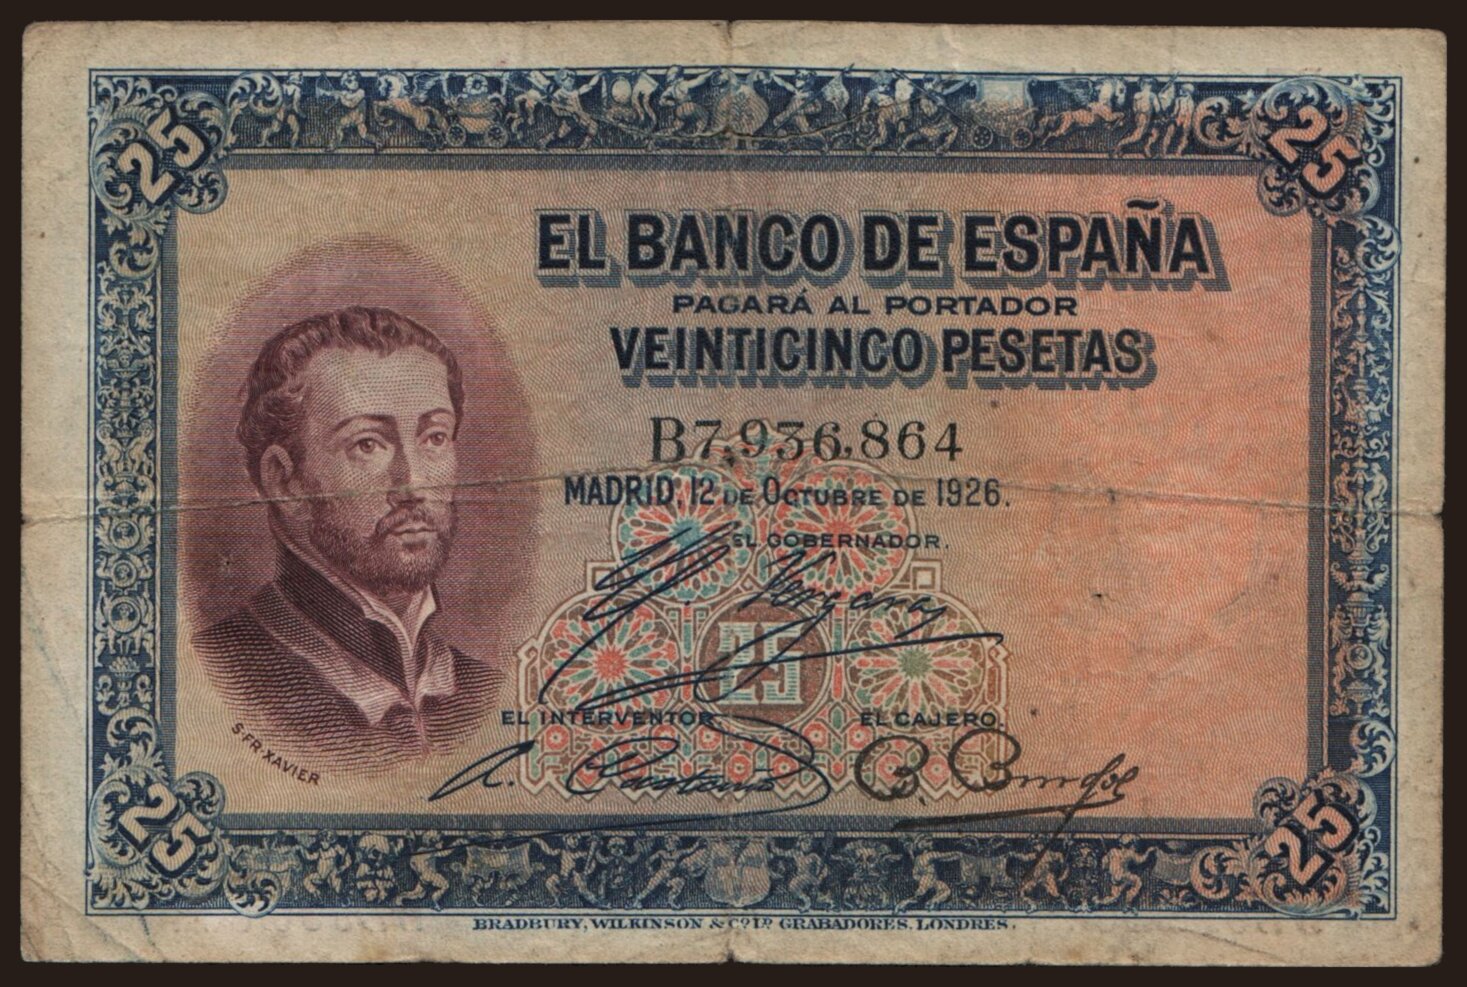 25 25
EL BANCO DE ESPAÑA
PAGARÁ AL PORTADOR
VEINTICINCO PESETAS
B7,936,864
MADRID, 12 DE OCTUBRE DE 1926.
EL GOBERNADOR,
25
EL INTERVENTOR, EL CAJERO,
S. FR. XAVIER
25 25
BRADBURY, WILKINSON & Cº Lᴰ GRABADORES. LONDRES.